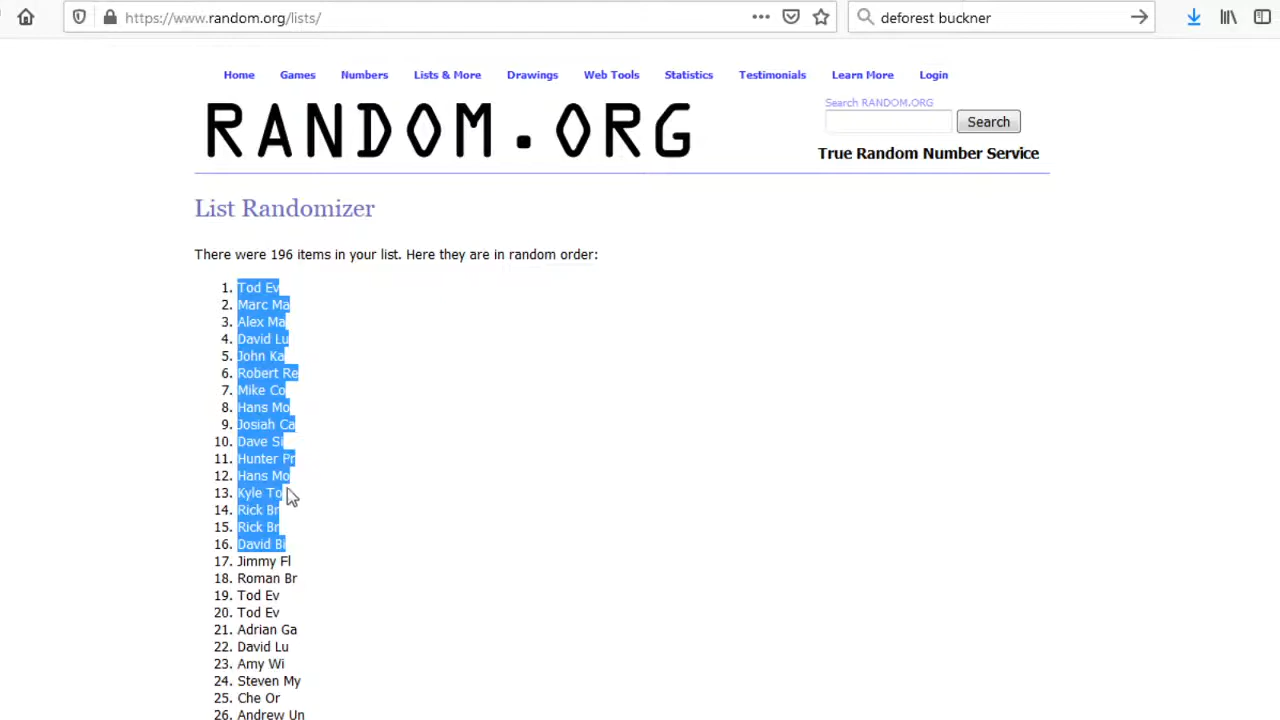 https://www.random.org/lists/
deforest buckner
Home Games Numbers Lists & More Drawings Web Tools Statistics Testimonials Learn More Login
RANDOM.ORG
Search RANDOM.ORG
Search
True Random Number Service
List Randomizer
There were 196 items in your list. Here they are in random order:
1. Tod Ev
2. Marc Ma
3. Alex Ma
4. David Lu
5. John Ka
6. Robert Re
7. Mike Co
8. Hans Mo
9. Josiah Ca
10. Dave Si
11. Hunter Pr
12. Hans Mo
13. Kyle To
14. Rick Br
15. Rick Br
16. David Bi
17. Jimmy Fl
18. Roman Br
19. Tod Ev
20. Tod Ev
21. Adrian Ga
22. David Lu
23. Amy Wi
24. Steven My
25. Che Or
26. Andrew Un